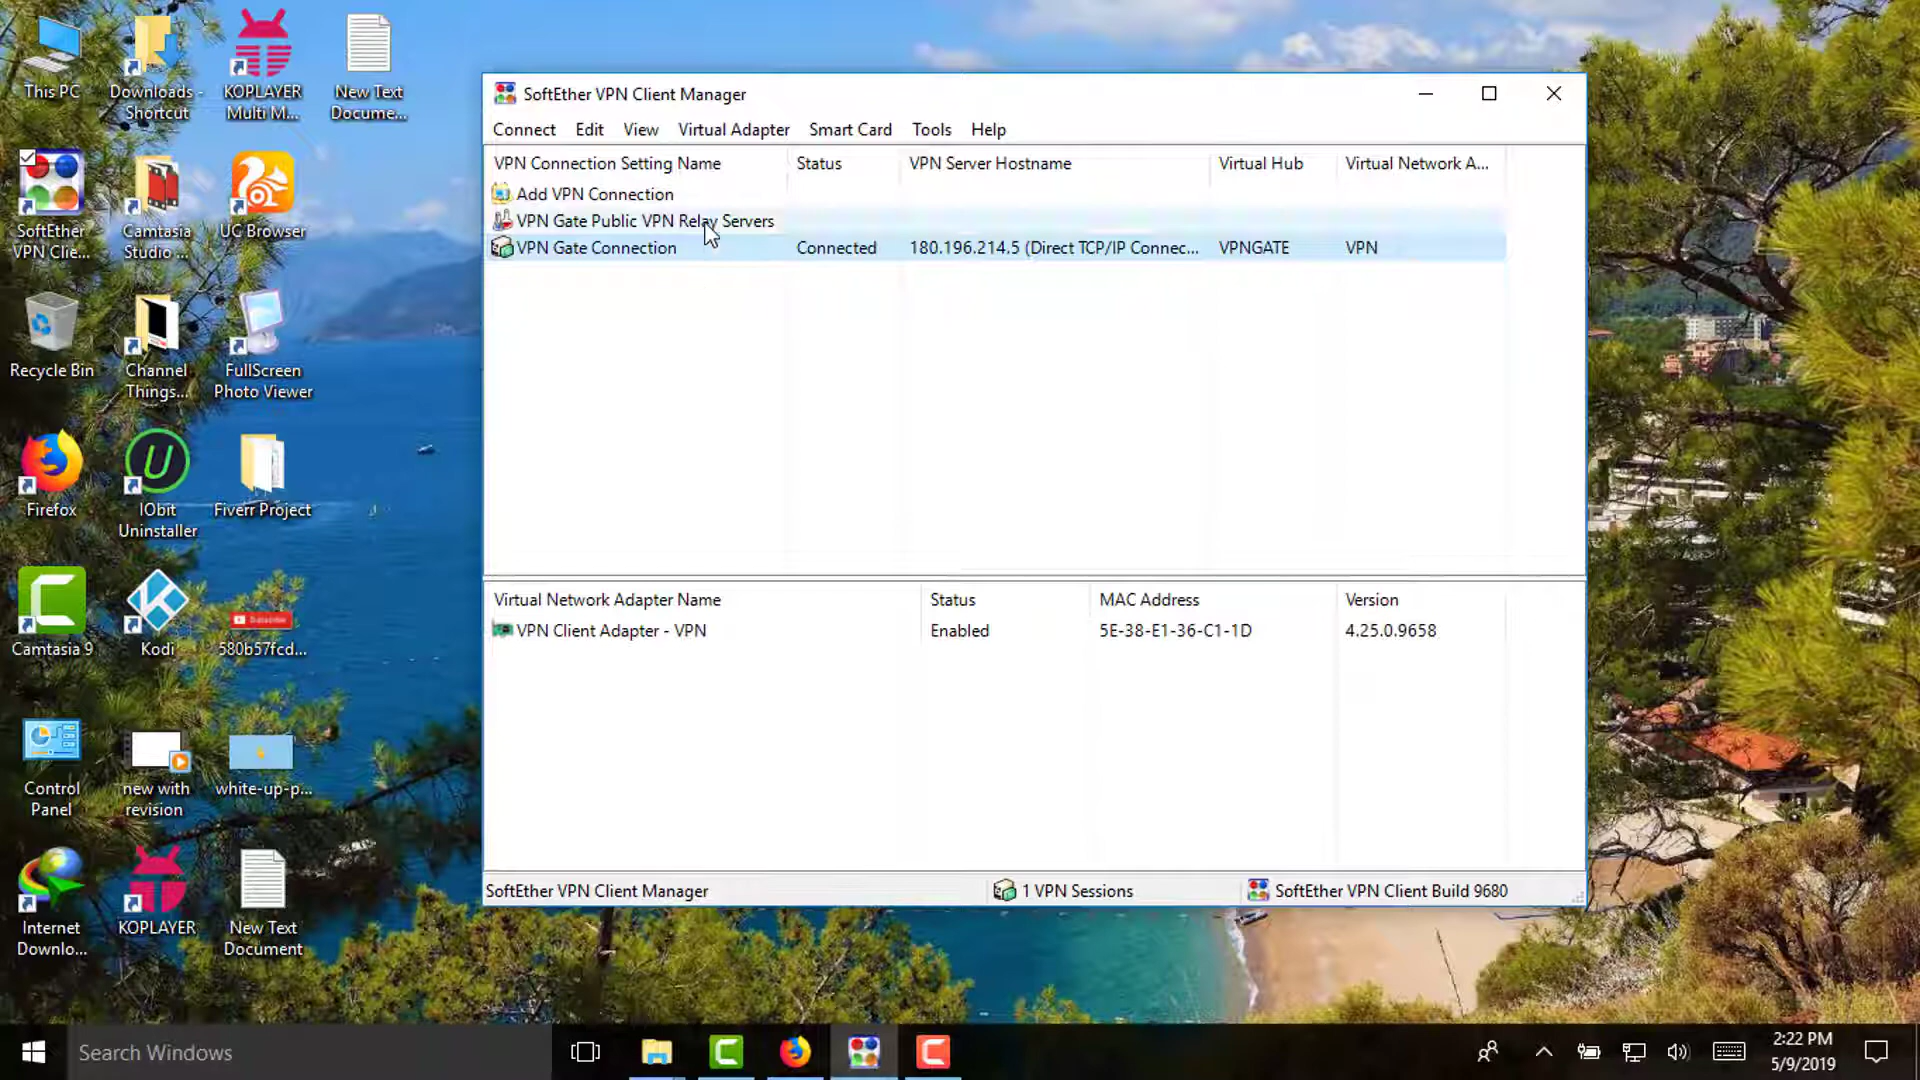 This PC
Downloads -
Shortcut
KOPLAYER
Multi M...
New Text
Docume...
SoftEther
VPN Clie...
Camtasia
Studio ...
UC Browser
Recycle Bin
Channel
Things...
FullScreen
Photo Viewer
Firefox
IObit
Uninstaller
Fiverr Project
Camtasia 9
Kodi
580b57fcd...
Control
Panel
new with
revision
white-up-p...
Internet
Downlo...
KOPLAYER
New Text
Document
SoftEther VPN Client Manager
Connect Edit View Virtual Adapter Smart Card Tools Help
VPN Connection Setting Name Status VPN Server Hostname Virtual Hub Virtual Network A...
Add VPN Connection
VPN Gate Public VPN Relay Servers
VPN Gate Connection Connected 180.196.214.5 (Direct TCP/IP Connec... VPNGATE VPN
Virtual Network Adapter Name Status MAC Address Version
VPN Client Adapter - VPN Enabled 5E-38-E1-36-C1-1D 4.25.0.9658
SoftEther VPN Client Manager 1 VPN Sessions SoftEther VPN Client Build 9680
Search Windows
2:22 PM
5/9/2019